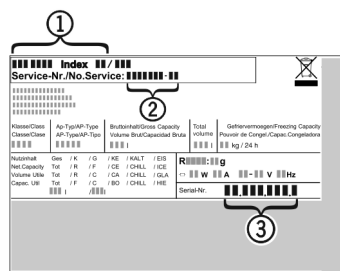 1
Index /
Service-Nr./No.Service: -
2
Klasse/Class Ap-Typ/AP-Type Bruttoinhalt/Gross Capacity Total Gefriervermoegen/Freezing Capacity
Classe/Clase AP-Type/AP-Tipo Volume Brut/Capacidad Bruta volume Pouvoir de Congel./Capac.Congeladora
l l kg / 24 h
Nutzinhalt Ges / K / G / KE / KALT / EIS
Net.Capacity Tot / R / F / CE / CHILL / ICE
Volume Utile Tot / R / C / CA / CHILL / GLA
Capac. Util Tot / F / C / BO / CHILL / HIE
l / l
R : g
W A - V Hz
Serial-Nr. . . .
3